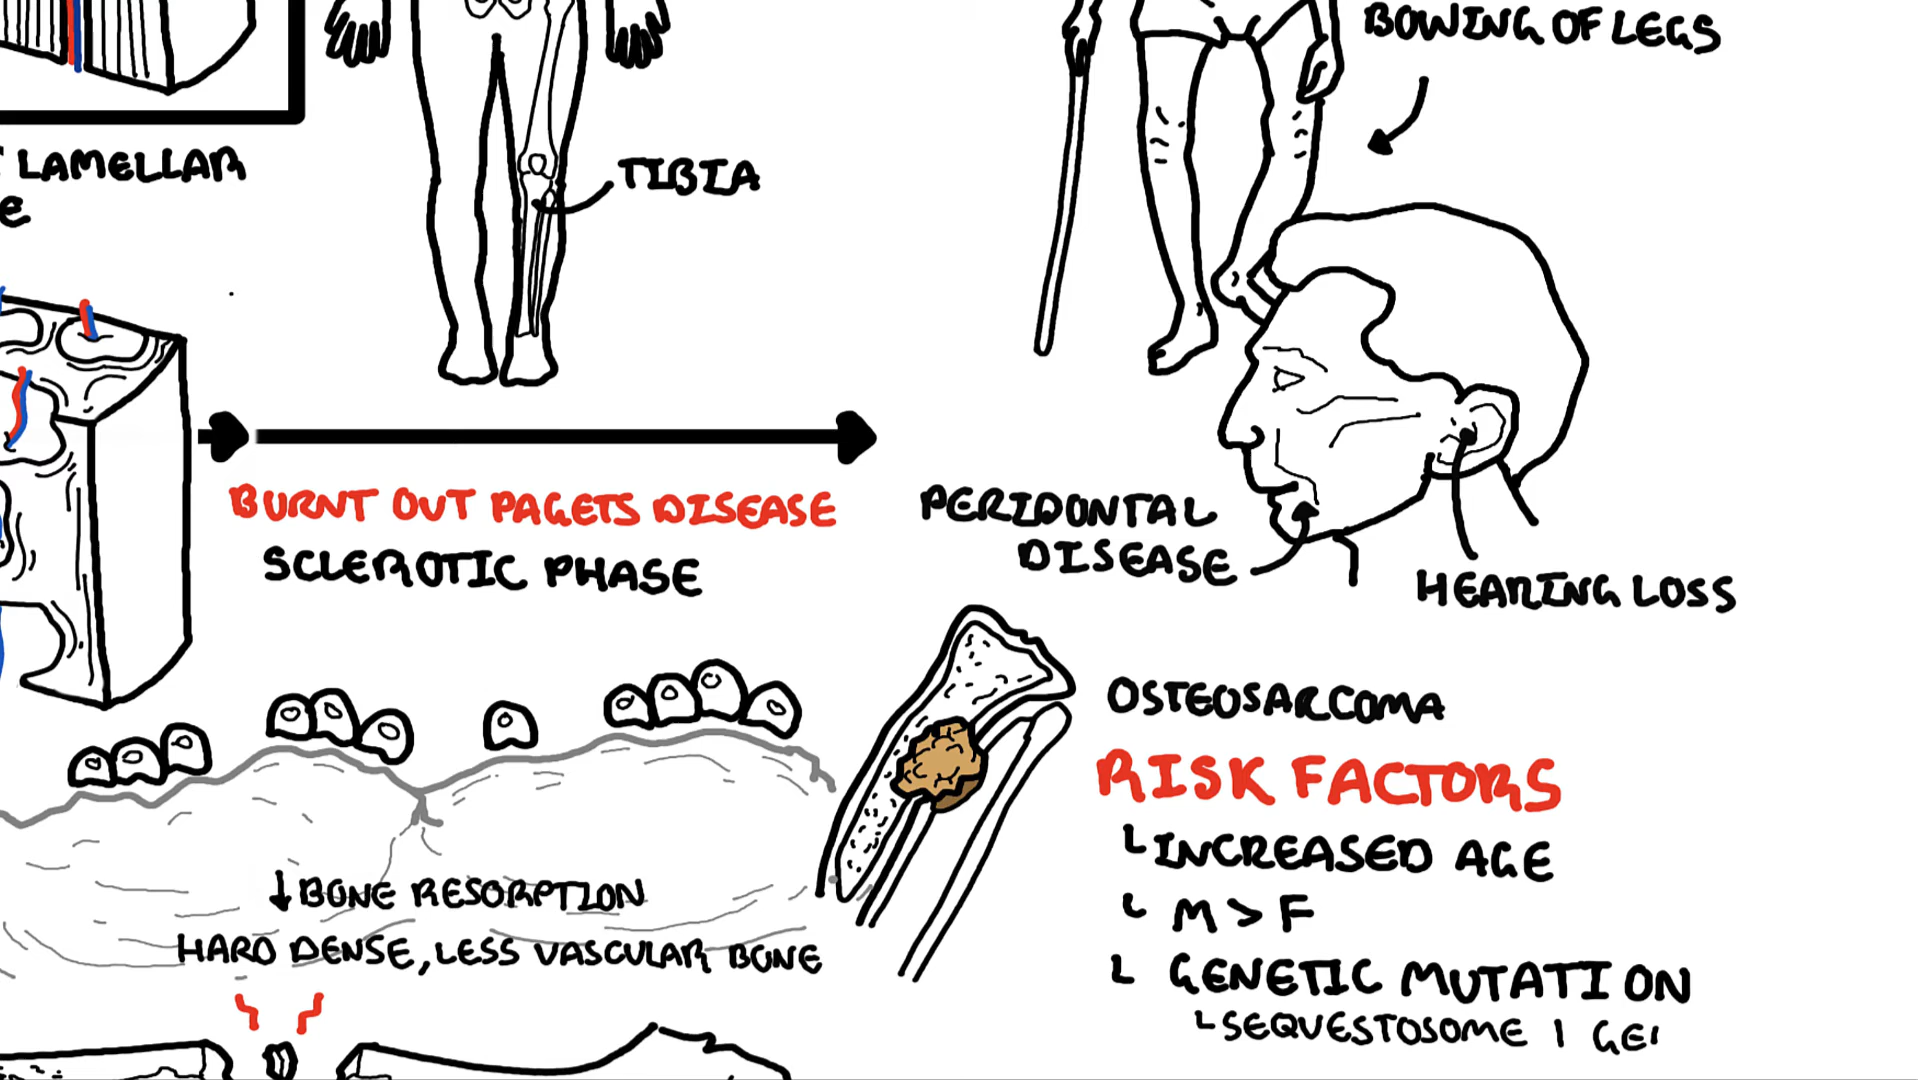 BOWING OF LEGS
LAMELLAR
TIBIA
BURNT OUT PAGETS DISEASE
SCLEROTIC PHASE
PERIDONTAL
DISEASE
HEARING LOSS
OSTEOSARCOMA
RISK FACTORS
INCREASED AGE
M > F
GENETIC MUTATION
SEQUESTOSOME 1 GE
↓ BONE RESORPTION
HARD DENSE, LESS VASCULAR BONE